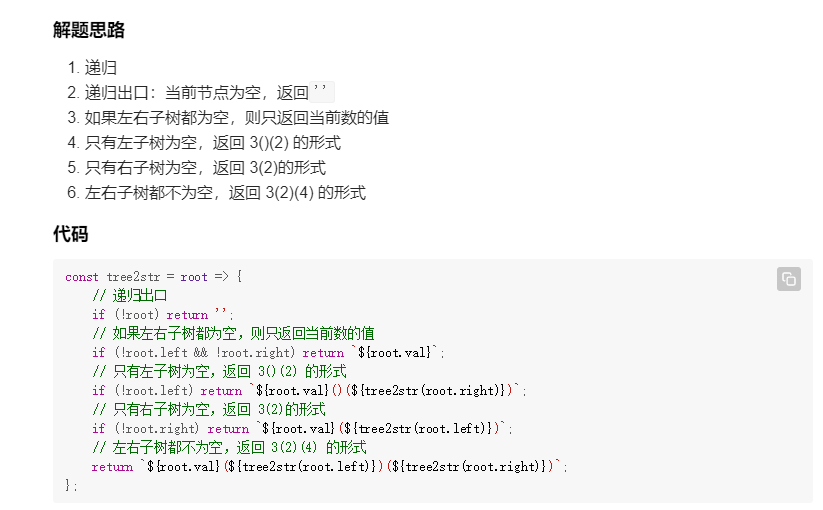 解题思路
1. 递归
2. 递归出口：当前节点为空，返回 ''
3. 如果左右子树都为空，则只返回当前数的值
4. 只有左子树为空，返回 3()(2) 的形式
5. 只有右子树为空，返回 3(2)的形式
6. 左右子树都不为空，返回 3(2)(4) 的形式
代码
const tree2str = root => {
    // 递归出口
    if (!root) return '';
    // 如果左右子树都为空，则只返回当前数的值
    if (!root.left && !root.right) return `${root.val}`;
    // 只有左子树为空，返回 3()(2) 的形式
    if (!root.left) return `${root.val}()(${tree2str(root.right)})`;
    // 只有右子树为空，返回 3(2)的形式
    if (!root.right) return `${root.val}(${tree2str(root.left)})`;
    // 左右子树都不为空，返回 3(2)(4) 的形式
    return `${root.val}(${tree2str(root.left)})(${tree2str(root.right)})`;
};